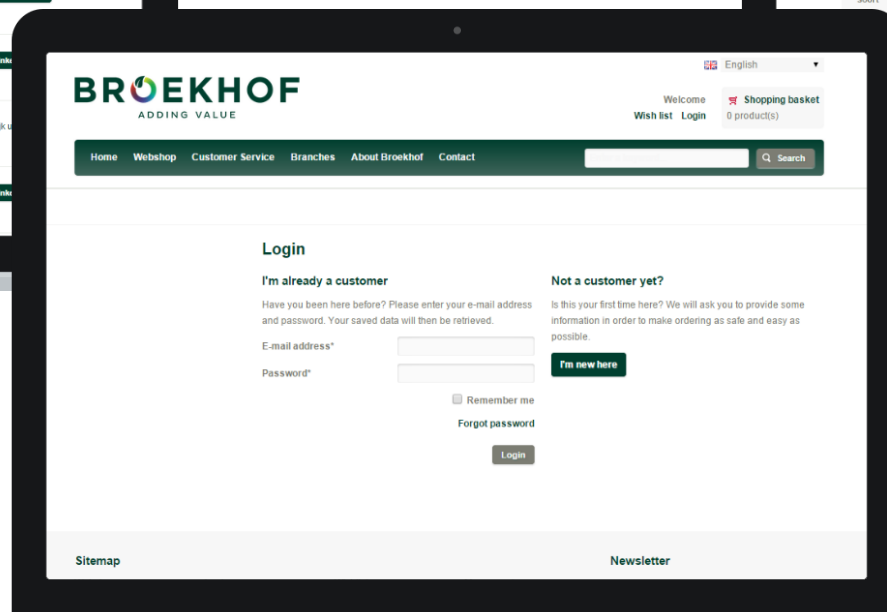 English
BROEKHOF
ADDING VALUE
Welcome
Wish list Login
Shopping basket
0 product(s)
Home Webshop Customer Service Branches About Broekhof Contact
Search
Login
I'm already a customer
Have you been here before? Please enter your e-mail address
and password. Your saved data will then be retrieved.
E-mail address*
Password*
Remember me
Forgot password
Login
Not a customer yet?
Is this your first time here? We will ask you to provide some
information in order to make ordering as safe and easy as
possible.
I'm new here
Sitemap
Newsletter